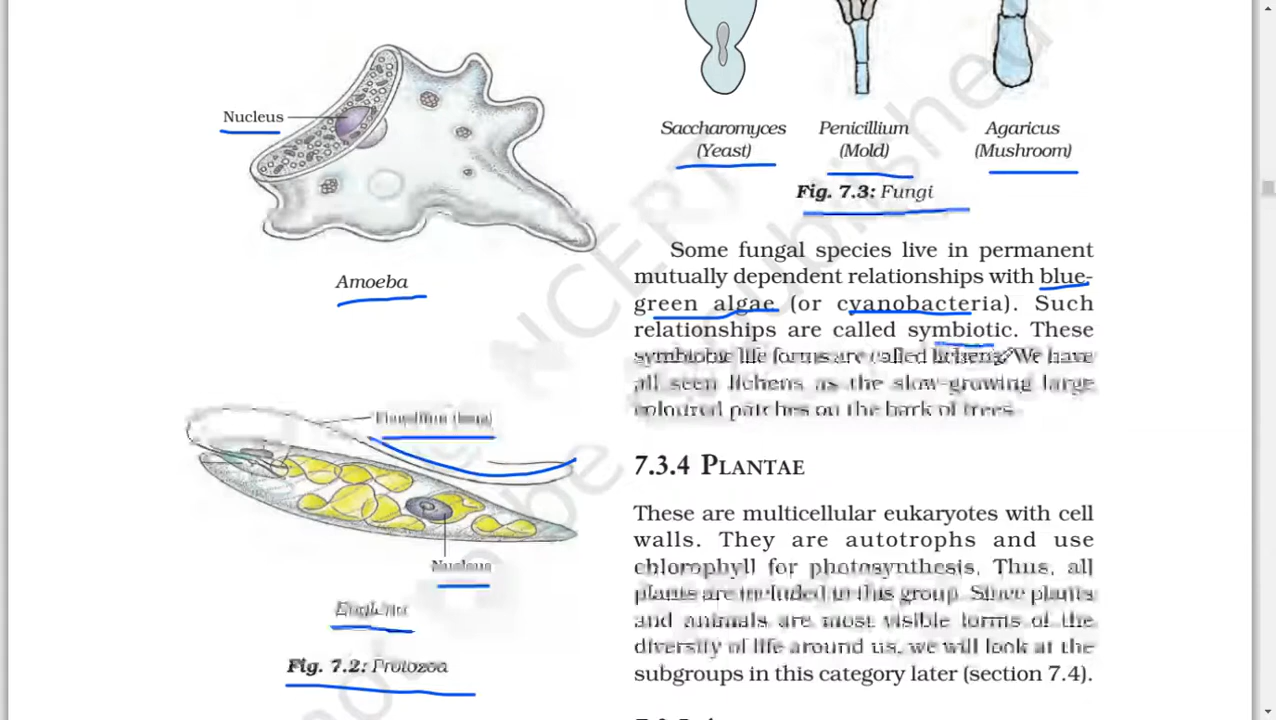 Nucleus
Amoeba
Flagellum (long)
Nucleus
Euglena
Fig. 7.2: Protozoa
Saccharomyces
(Yeast)
Penicillium
(Mold)
Agaricus
(Mushroom)
Fig. 7.3: Fungi
Some fungal species live in permanent
mutually dependent relationships with blue-
green algae (or cyanobacteria). Such
relationships are called symbiotic. These
symbiotic life forms are called lichens. We have
all seen lichens as the slow-growing large
coloured patches on the bark of trees.
7.3.4 PLANTAE
These are multicellular eukaryotes with cell
walls. They are autotrophs and use
chlorophyll for photosynthesis. Thus, all
plants are included in this group. Since plants
and animals are most visible forms of the
diversity of life around us, we will look at the
subgroups in this category later (section 7.4).